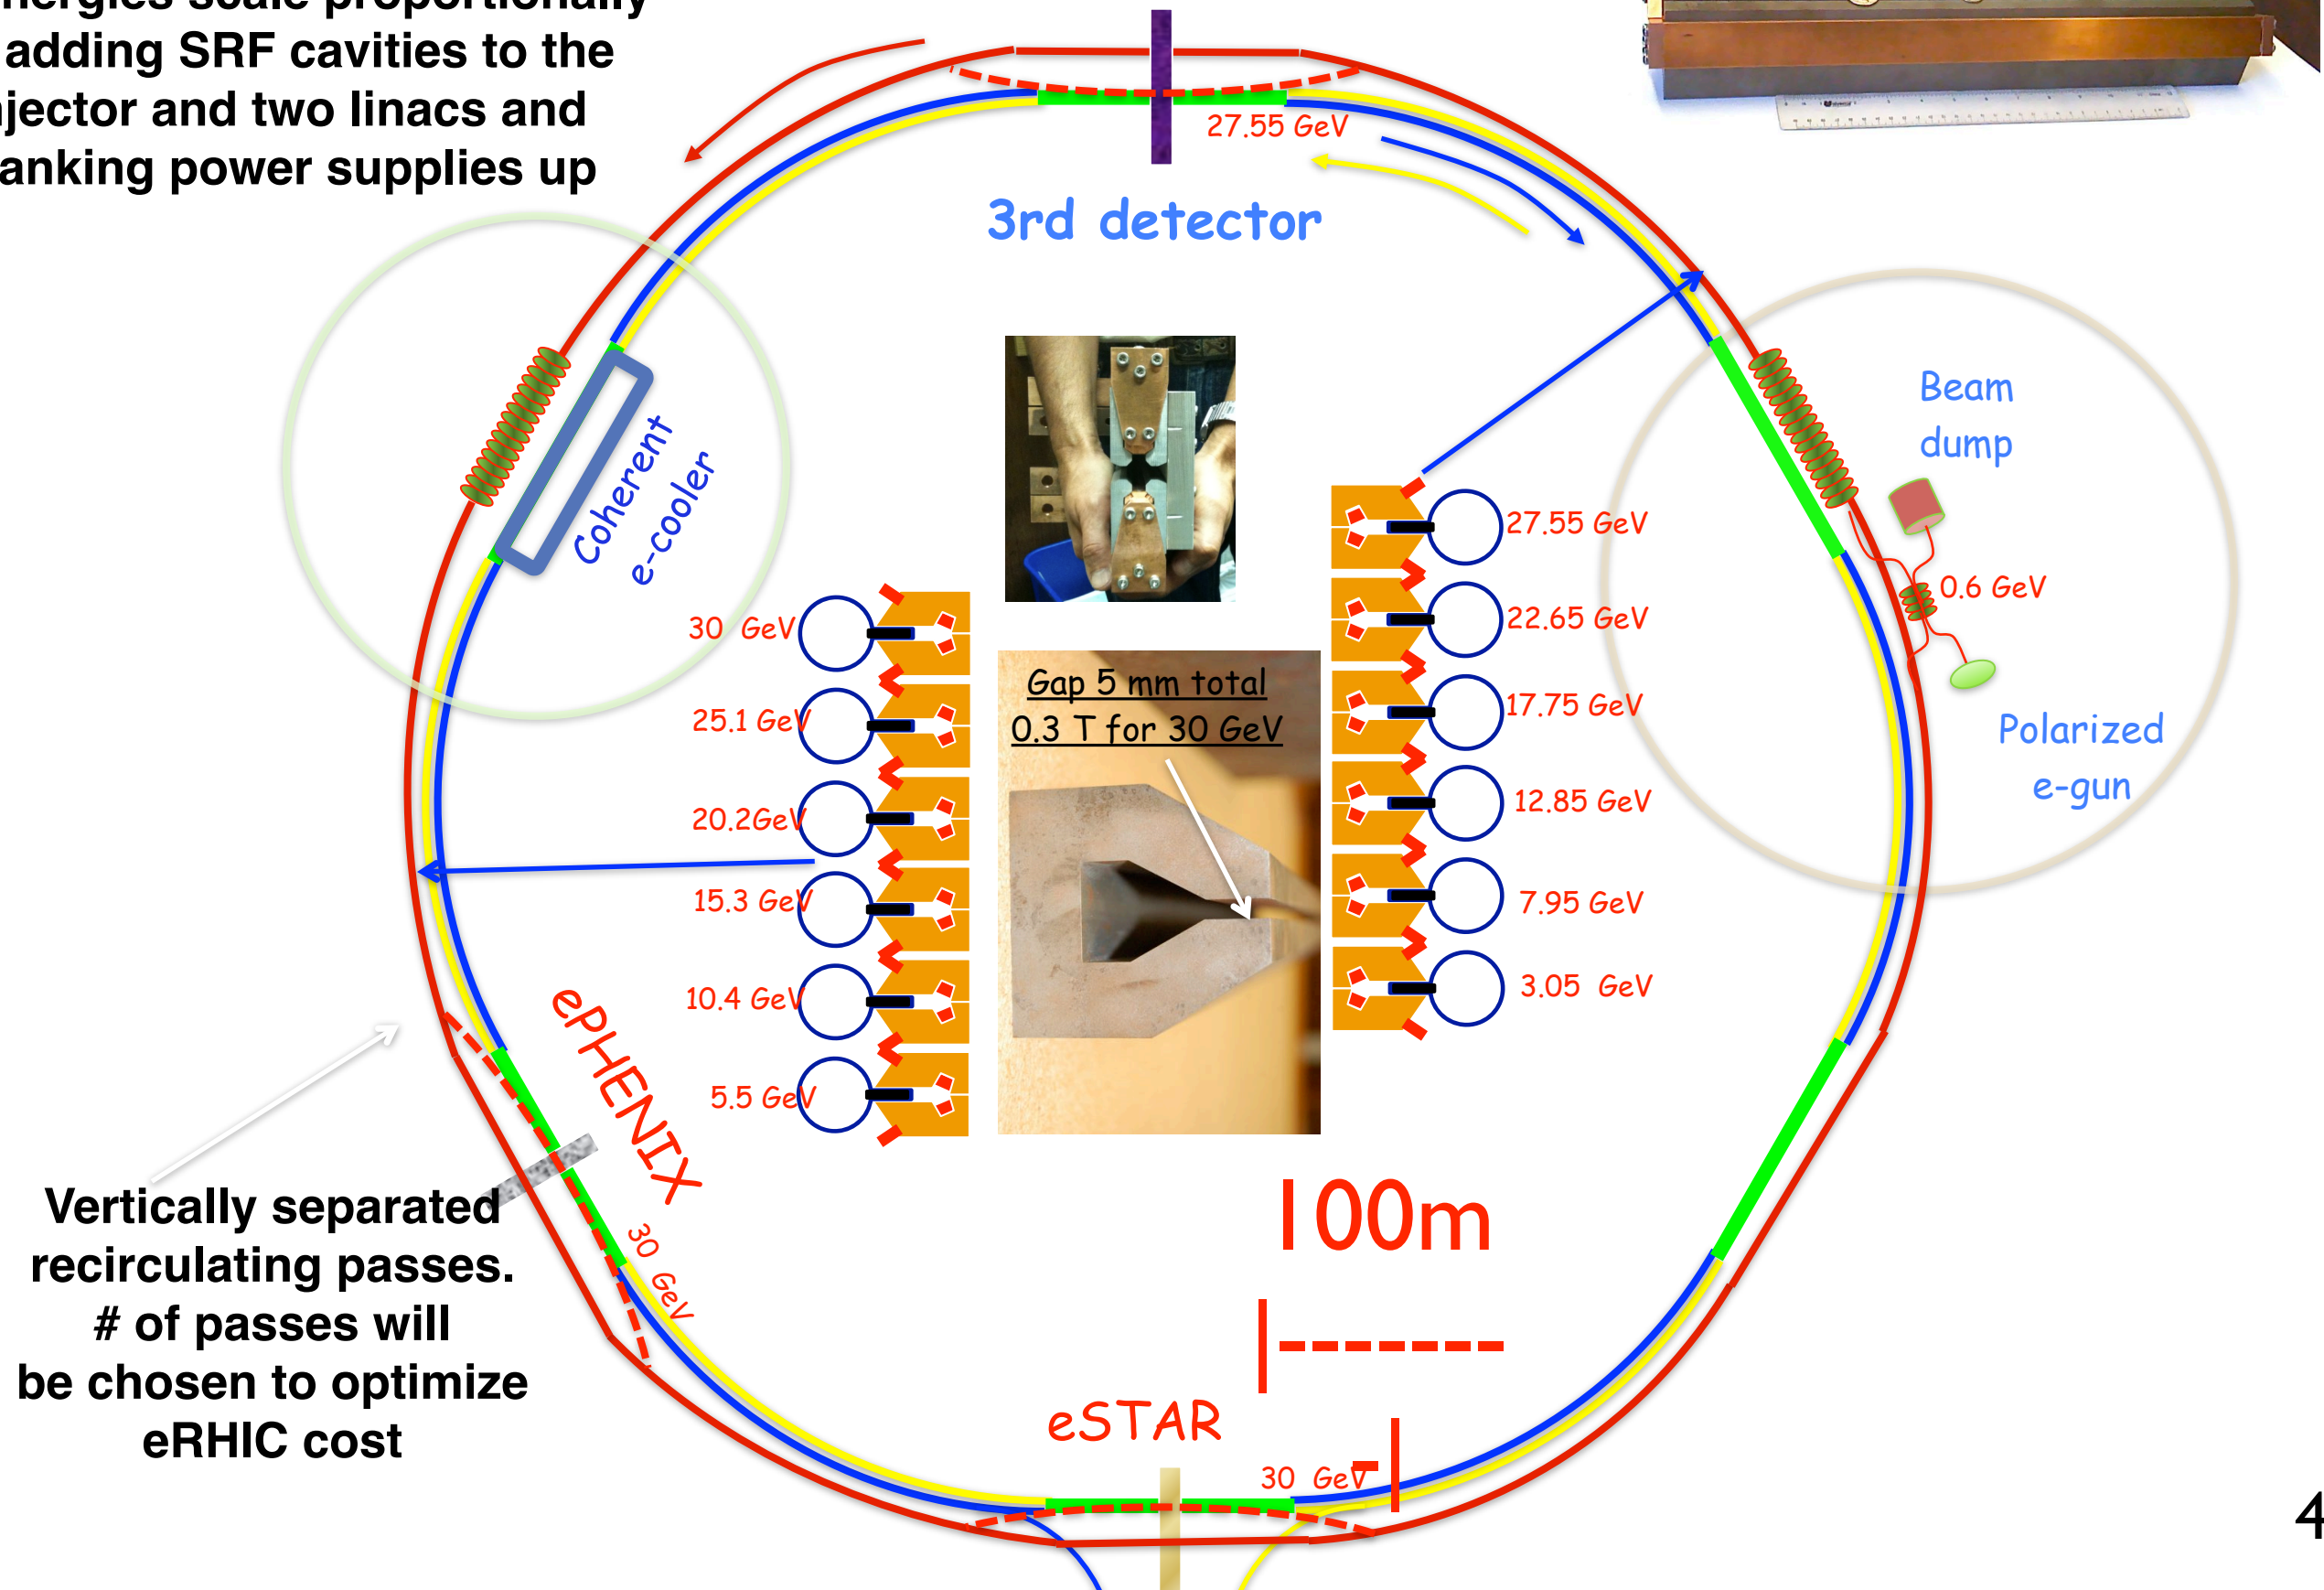 adding SRF cavities to the
and two linacs and
power supplies up
27.55 GeV
3rd detector
Coherent
e-cooler
Beam
dump
0.6 GeV
Polarized
e-gun
30 GeV
25.1 GeV
20.2GeV
15.3 GeV
10.4 GeV
5.5 GeV
Gap 5 mm total
0.3 T for 30 GeV
27.55 GeV
22.65 GeV
17.75 GeV
12.85 GeV
7.95 GeV
3.05 GeV
ePHENIX
30 GeV
Vertically separated
recirculating passes.
# of passes will
be chosen to optimize
eRHIC cost
100m
eSTAR
30 GeV
4